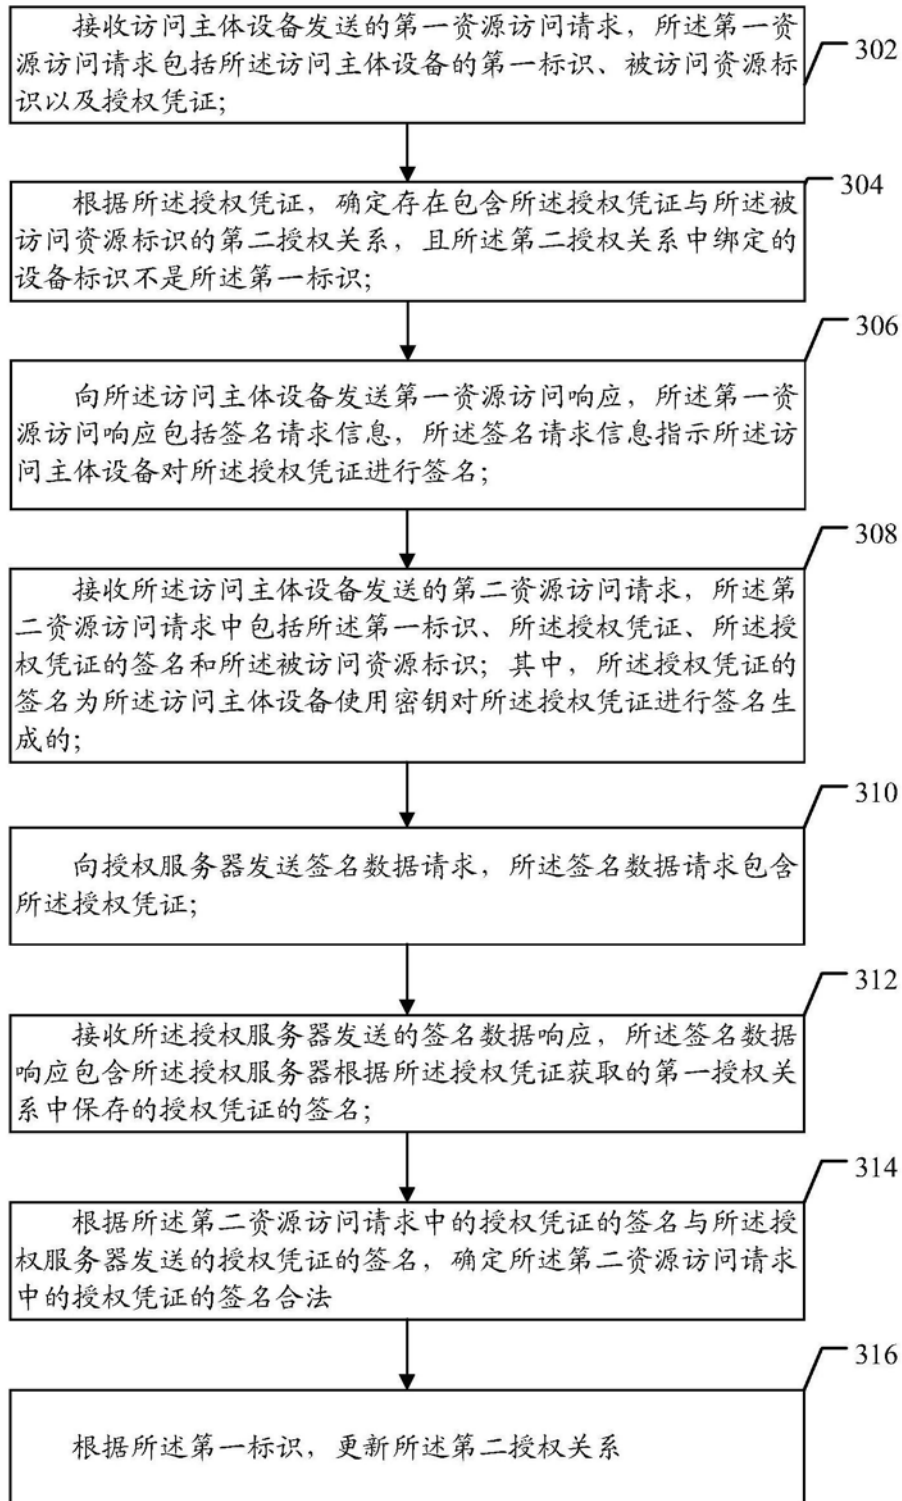 接收访问主体设备发送的第一资源访问请求，所述第一资
源访问请求包括所述访问主体设备的第一标识、被访问资源标
识以及授权凭证；
302
根据所述授权凭证，确定存在包含所述授权凭证与所述被
访问资源标识的第二授权关系，且所述第二授权关系中绑定的
设备标识不是所述第一标识；
304
向所述访问主体设备发送第一资源访问响应，所述第一资
源访问响应包括签名请求信息，所述签名请求信息指示所述访
问主体设备对所述授权凭证进行签名；
306
接收所述访问主体设备发送的第二资源访问请求，所述第
二资源访问请求中包括所述第一标识、所述授权凭证、所述授
权凭证的签名和所述被访问资源标识；其中，所述授权凭证的
签名为所述访问主体设备使用密钥对所述授权凭证进行签名生
成的；
308
向授权服务器发送签名数据请求，所述签名数据请求包含
所述授权凭证；
310
接收所述授权服务器发送的签名数据响应，所述签名数据
响应包含所述授权服务器根据所述授权凭证获取的第一授权关
系中保存的授权凭证的签名；
312
根据所述第二资源访问请求中的授权凭证的签名与所述授
权服务器发送的授权凭证的签名，确定所述第二资源访问请求
中的授权凭证的签名合法
314
根据所述第一标识，更新所述第二授权关系
316